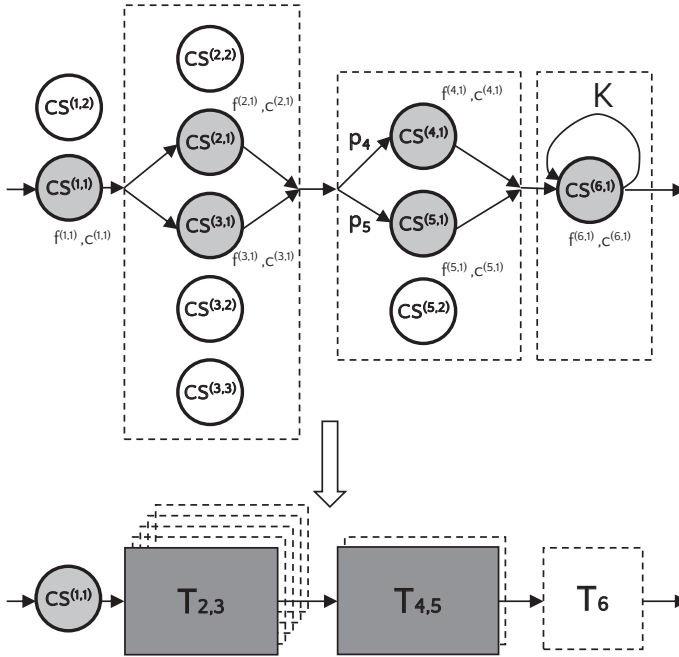 CS(2,2)
CS(1,2)
f(2,1) ,c(2,1)
CS(2,1)
f(4,1) ,c(4,1)
K
p4
CS(4,1)
CS(1,1)
CS(6,1)
f(1,1) ,c(1,1)
CS(3,1)
p5
CS(5,1)
f(6,1) ,c(6,1)
f(3,1) ,c(3,1)
f(5,1) ,c(5,1)
CS(3,2)
CS(5,2)
CS(3,3)
CS(1,1)
T2,3
T4,5
T6